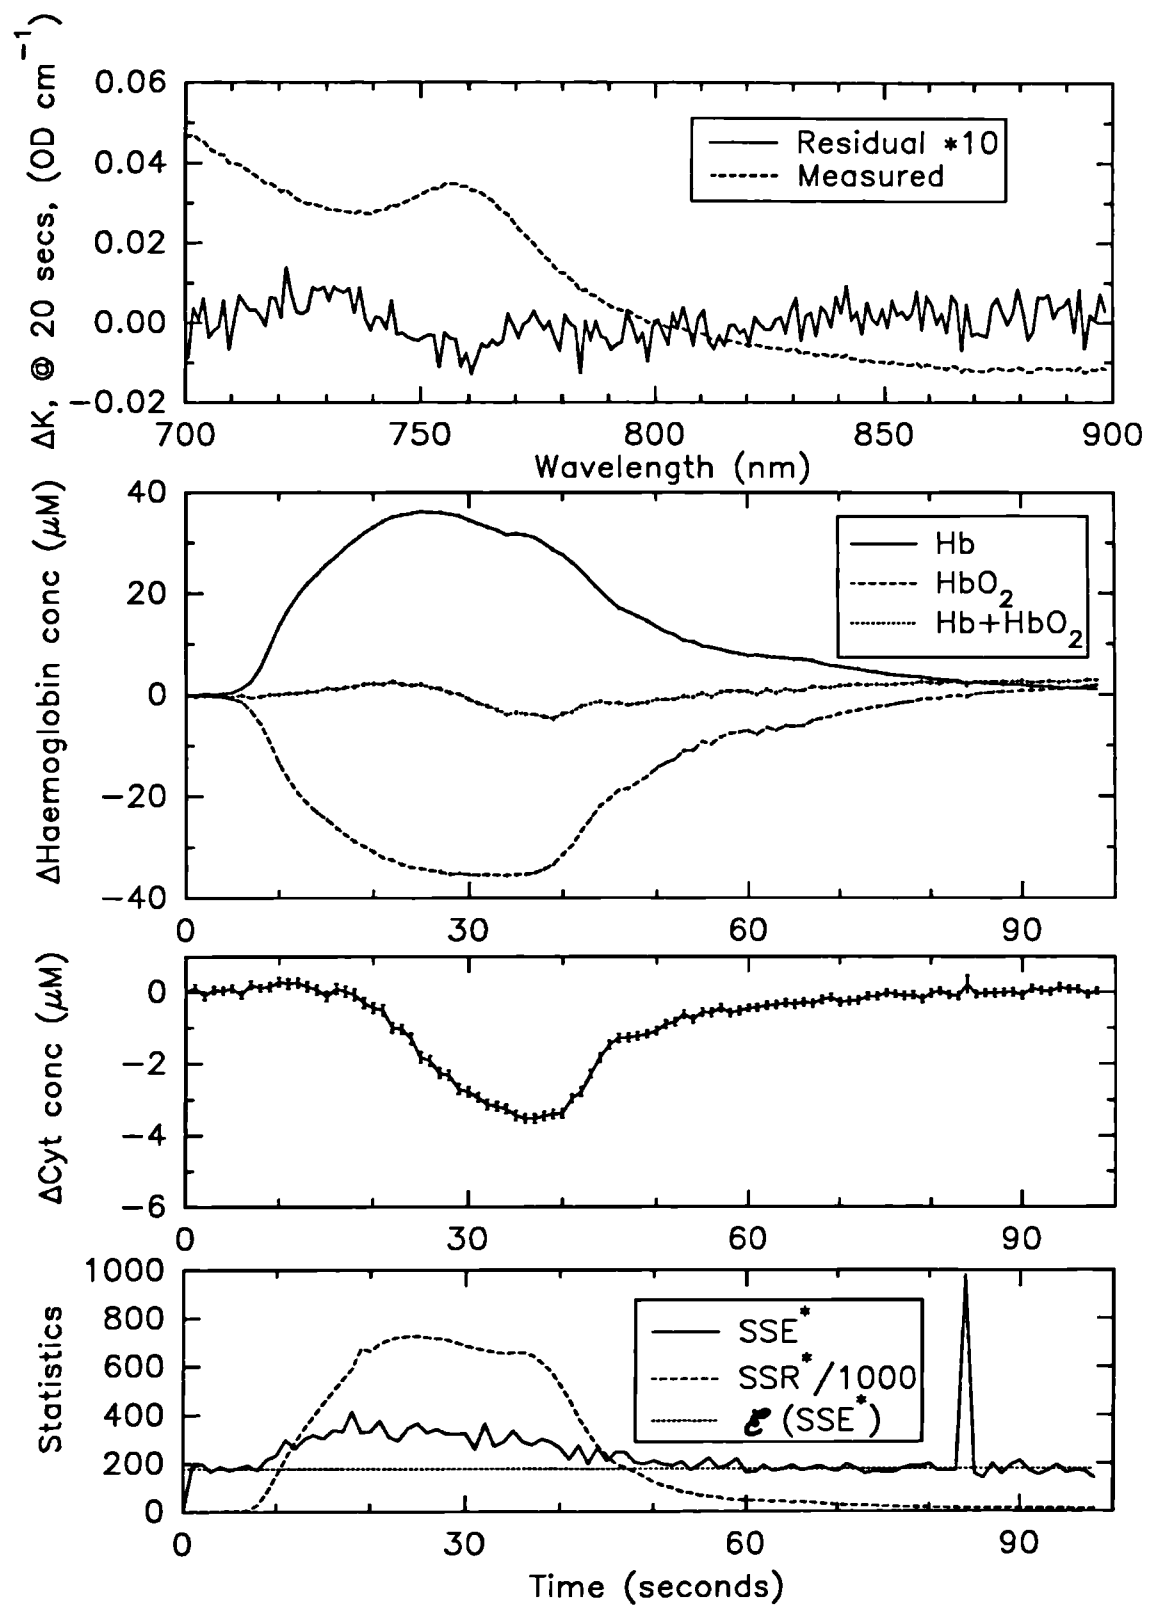 ΔK, @ 20 secs, (OD cm⁻¹)
0.06
0.04
0.02
0.00
−0.02
Residual *10
Measured
700 750 800 850 900
Wavelength (nm)
ΔHaemoglobin conc (μM)
40
20
0
−20
−40
Hb
HbO₂
Hb+HbO₂
0 30 60 90
ΔCyt conc (μM)
0
−2
−4
−6
0 30 60 90
Statistics
1000
800
600
400
200
0
SSE*
SSR*/1000
ℰ(SSE*)
0 30 60 90
Time (seconds)